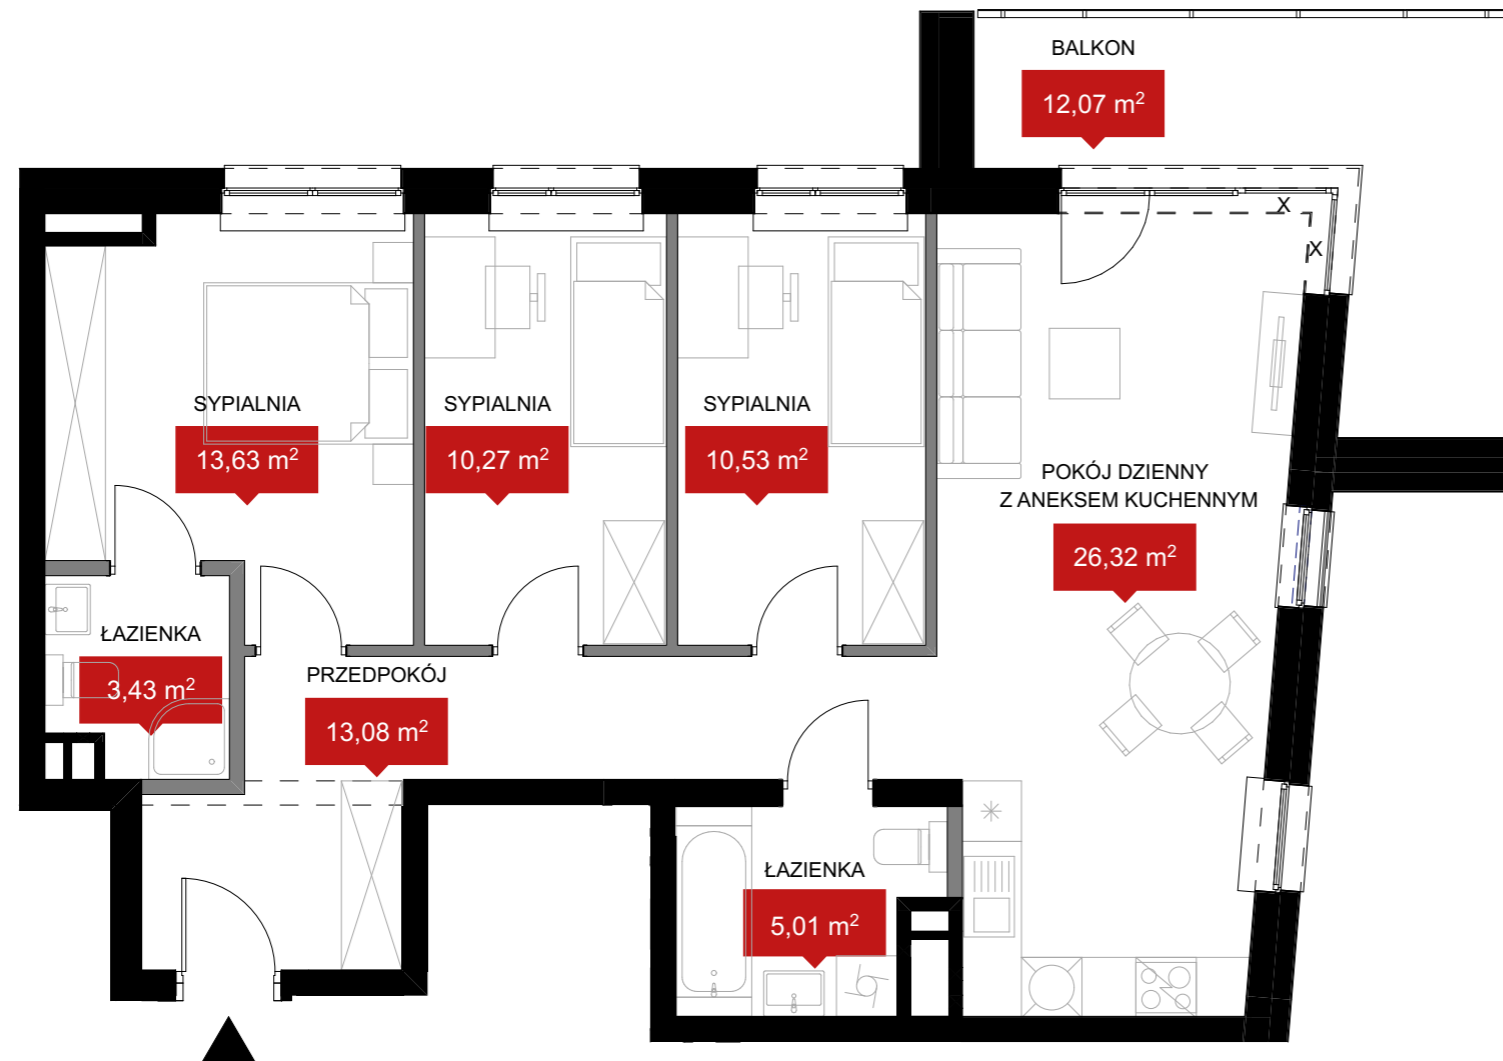 BALKON
12,07 m²
SYPIALNIA
13,63 m²
SYPIALNIA
10,27 m²
SYPIALNIA
10,53 m²
X
X
POKÓJ DZIENNY
Z ANEKSEM KUCHENNYM
26,32 m²
ŁAZIENKA
3,43 m²
PRZEDPOKÓJ
13,08 m²
ŁAZIENKA
5,01 m²